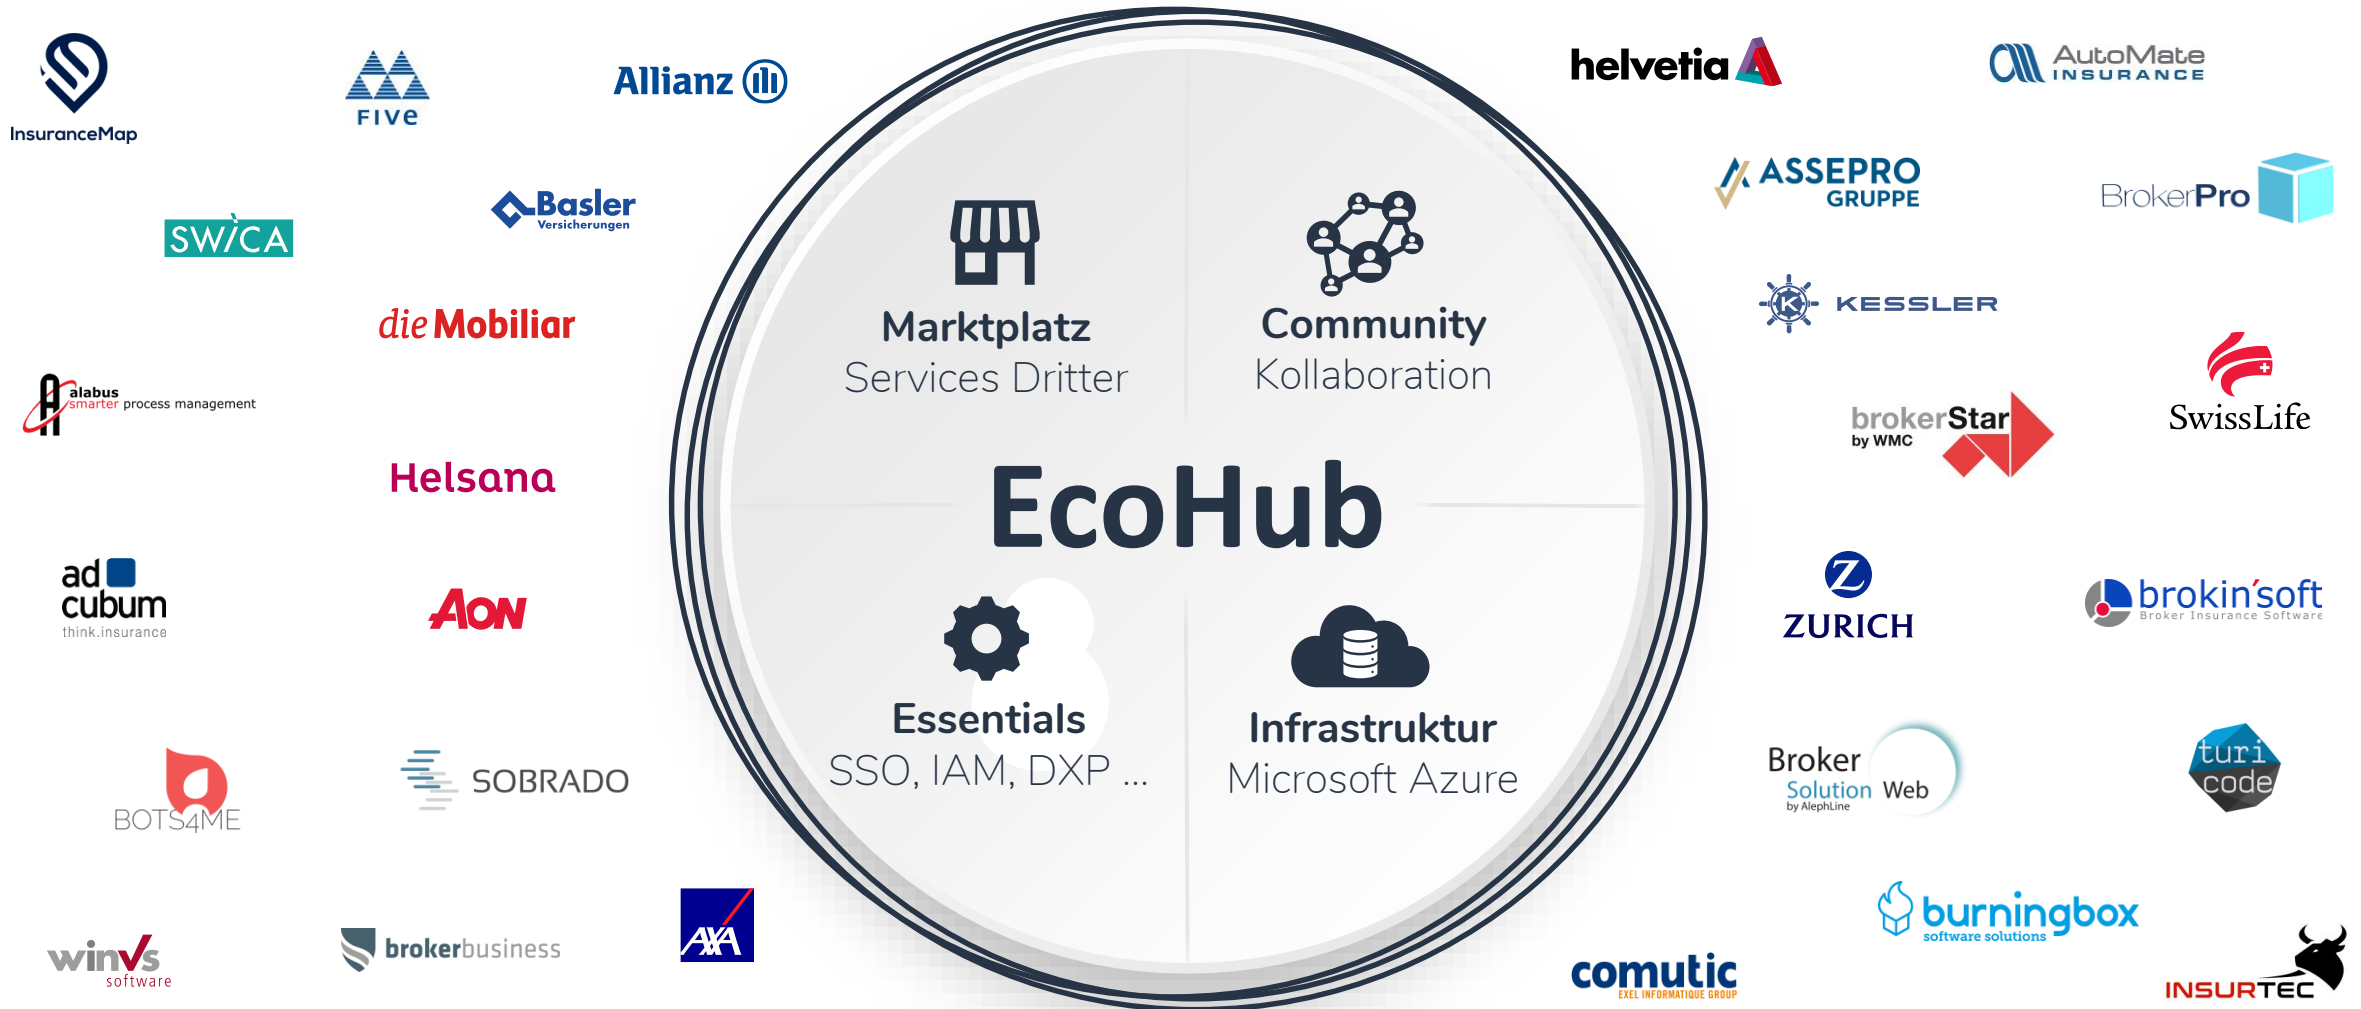 InsuranceMap
FIVE
Allianz
SWICA
Basler
Versicherungen
die Mobiliar
alabus
smarter process management
Helsana
ad
cubum
think.insurance
AON
BOTS4ME
SOBRADO
winVs
software
brokerbusiness
AXA
Marktplatz
Services Dritter
Community
Kollaboration
EcoHub
Essentials
SSO, IAM, DXP ...
Infrastruktur
Microsoft Azure
helvetia
AutoMate
INSURANCE
ASSEPRO
GRUPPE
BrokerPro
K KESSLER
SwissLife
brokerStar
by WMC
Z
ZURICH
brokin'soft
Broker Insurance Software
Broker
Solution Web
by AlephLine
turi
code
burningbox
software solutions
comutic
EXEL INFORMATIQUE GROUP
INSURTEC